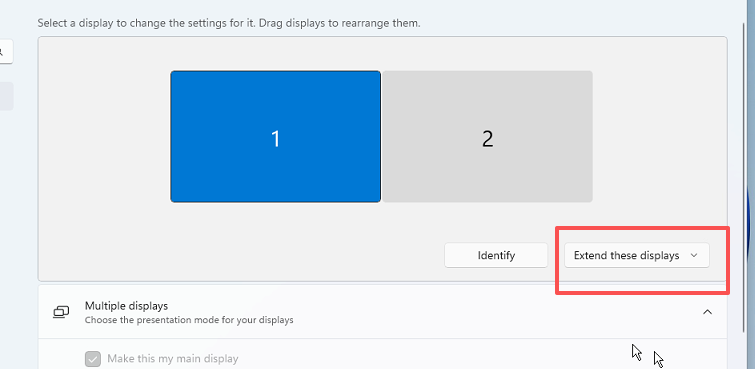 Select a display to change the settings for it. Drag displays to rearrange them.
1
2
Identify
Extend these displays
Multiple displays
Choose the presentation mode for your displays
Make this my main display